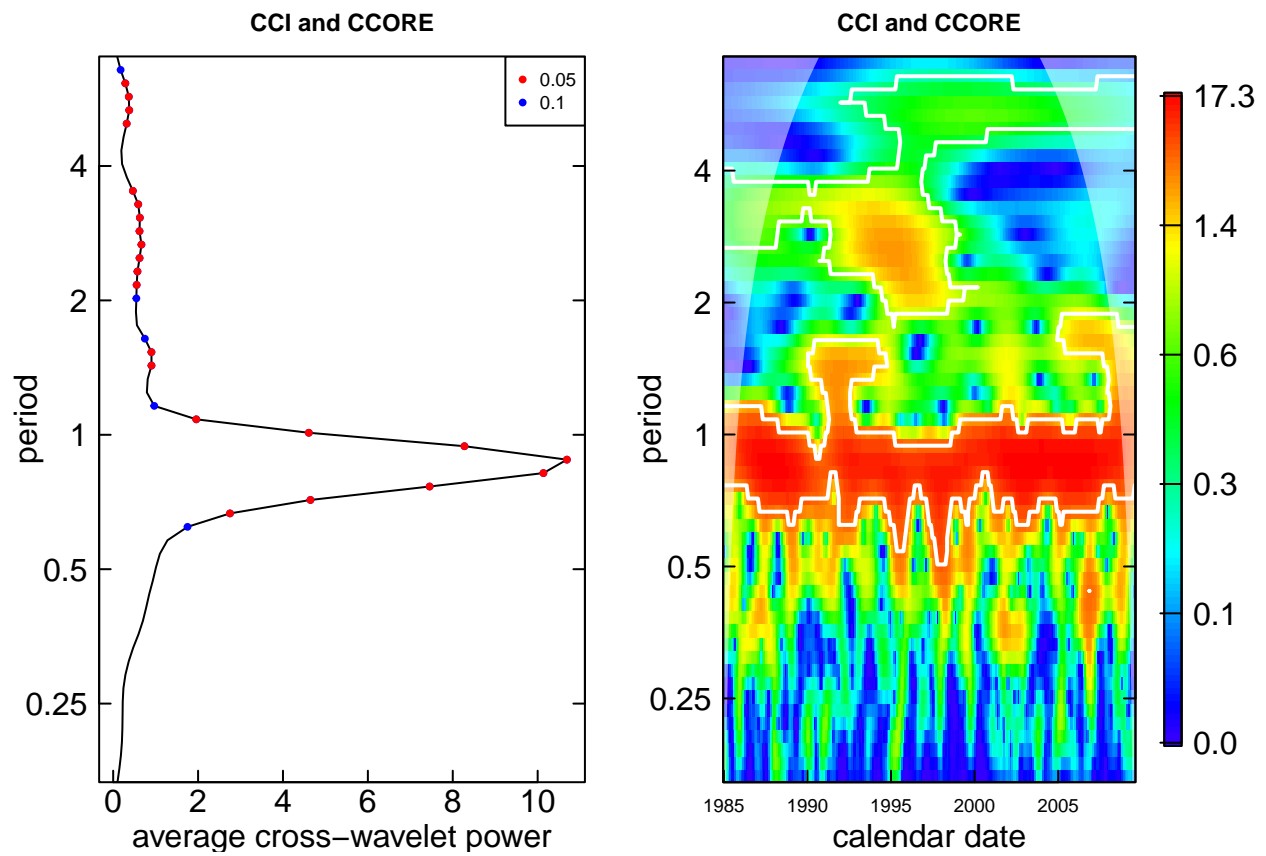 CCI and CCORE
0.05
0.1
4
2
1
0.5
0.25
period
0 2 4 6 8 10
average cross−wavelet power
CCI and CCORE
4
2
1
0.5
0.25
period
1985 1990 1995 2000 2005
calendar date
17.3
1.4
0.6
0.3
0.1
0.0